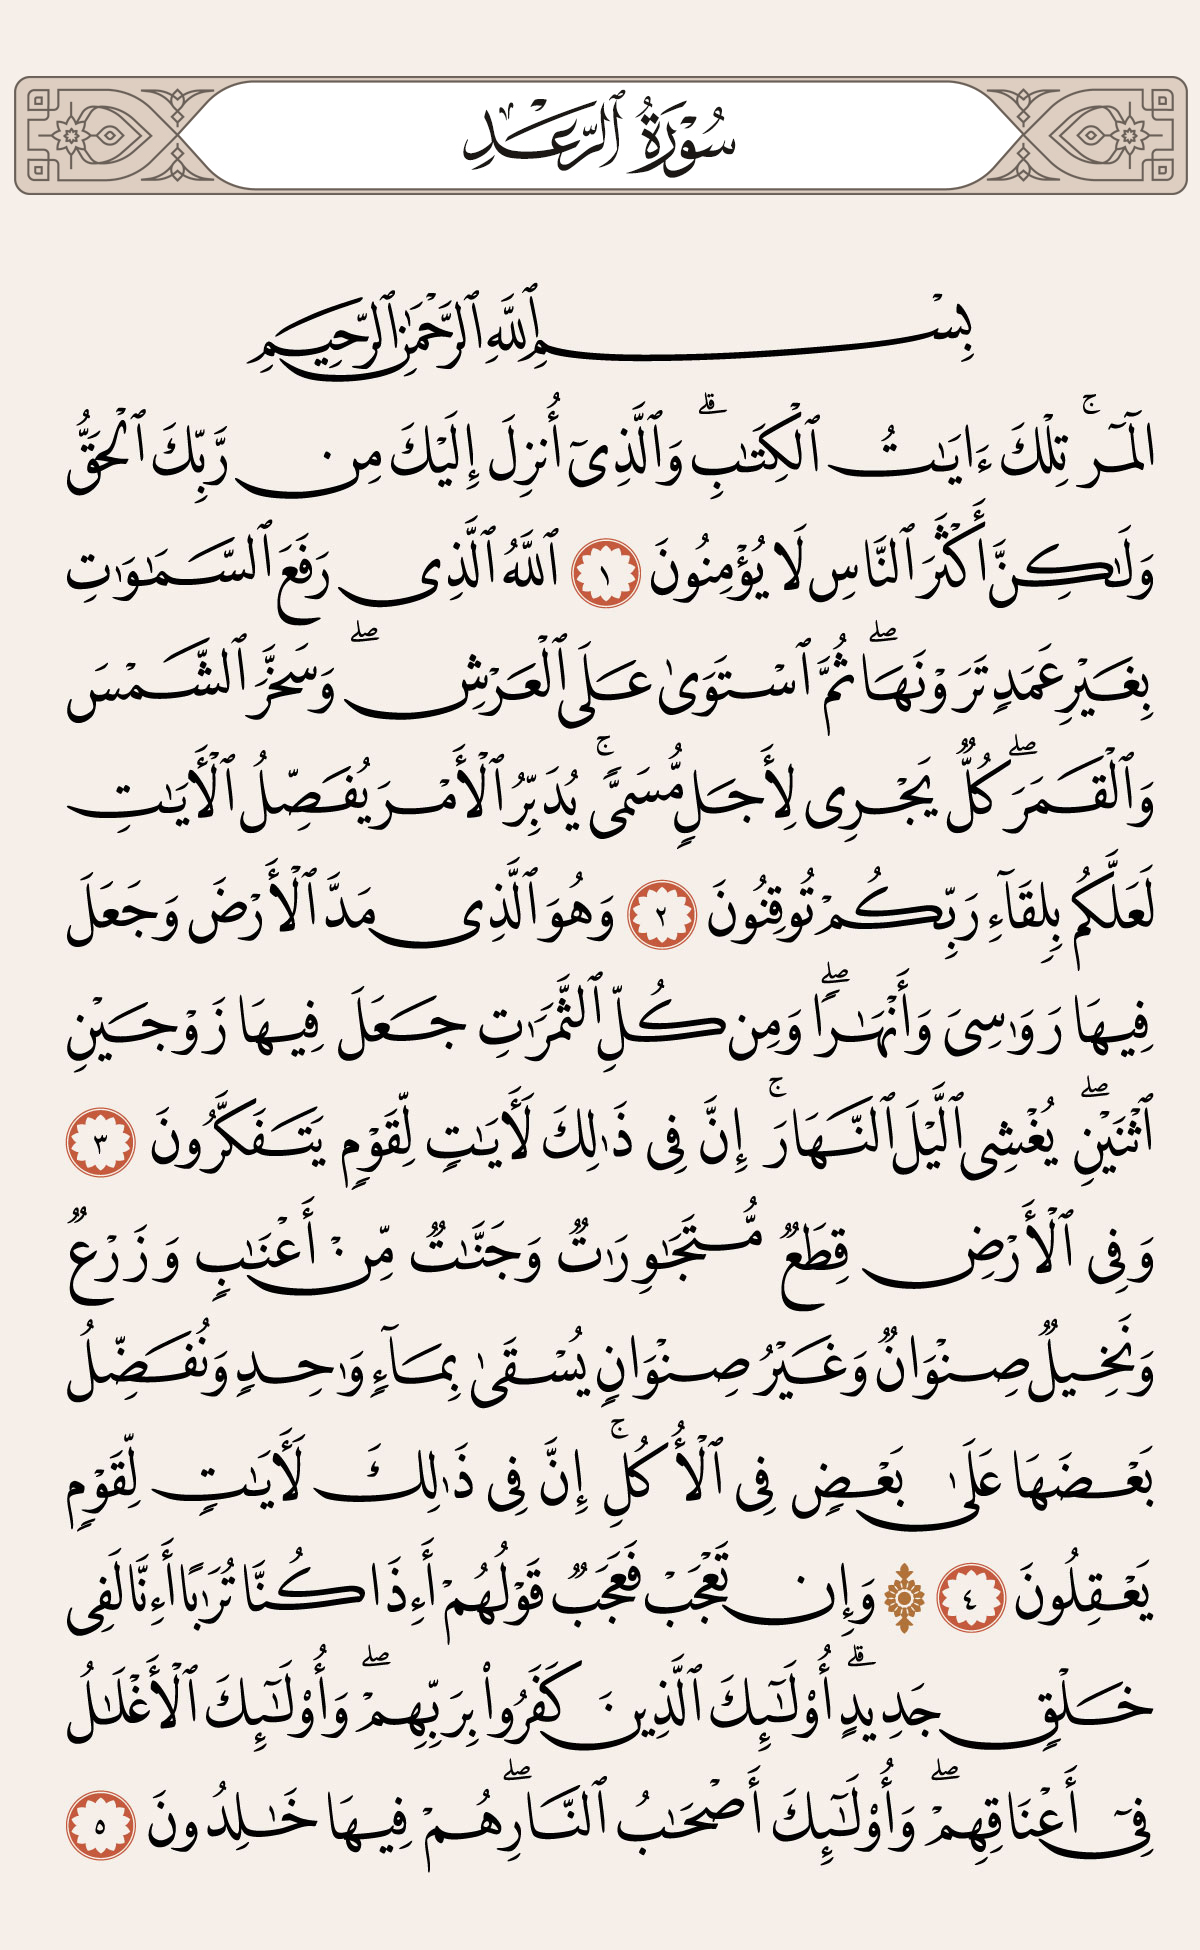 سُورَةُ ٱلرَّعْدِ
بِسْمِ ٱللَّهِ ٱلرَّحْمَٰنِ ٱلرَّحِيمِ
الٓمٓر ۚ تِلْكَ ءَايَٰتُ ٱلْكِتَٰبِ ۗ وَٱلَّذِىٓ أُنزِلَ إِلَيْكَ مِن رَّبِّكَ ٱلْحَقُّ
وَلَٰكِنَّ أَكْثَرَ ٱلنَّاسِ لَا يُؤْمِنُونَ ١ ٱللَّهُ ٱلَّذِى رَفَعَ ٱلسَّمَٰوَٰتِ
بِغَيْرِ عَمَدٍ تَرَوْنَهَا ۖ ثُمَّ ٱسْتَوَىٰ عَلَى ٱلْعَرْشِ ۖ وَسَخَّرَ ٱلشَّمْسَ
وَٱلْقَمَرَ ۖ كُلٌّ يَجْرِى لِأَجَلٍ مُّسَمًّى ۚ يُدَبِّرُ ٱلْأَمْرَ يُفَصِّلُ ٱلْأَيَٰتِ
لَعَلَّكُم بِلِقَآءِ رَبِّكُمْ تُوقِنُونَ ٢ وَهُوَ ٱلَّذِى مَدَّ ٱلْأَرْضَ وَجَعَلَ
فِيهَا رَوَٰسِىَ وَأَنْهَٰرًا ۖ وَمِن كُلِّ ٱلثَّمَرَٰتِ جَعَلَ فِيهَا زَوْجَيْنِ
ٱثْنَيْنِ ۖ يُغْشِى ٱلَّيْلَ ٱلنَّهَارَ ۚ إِنَّ فِى ذَٰلِكَ لَأَيَٰتٍ لِّقَوْمٍ يَتَفَكَّرُونَ ٣
وَفِى ٱلْأَرْضِ قِطَعٌ مُّتَجَٰوِرَٰتٌ وَجَنَّٰتٌ مِّنْ أَعْنَٰبٍ وَزَرْعٌ
وَنَخِيلٌ صِنْوَانٌ وَغَيْرُ صِنْوَانٍ يُسْقَىٰ بِمَآءٍ وَٰحِدٍ وَنُفَضِّلُ
بَعْضَهَا عَلَىٰ بَعْضٍ فِى ٱلْأُكُلِ ۚ إِنَّ فِى ذَٰلِكَ لَأَيَٰتٍ لِّقَوْمٍ
يَعْقِلُونَ ٤ ۞ وَإِن تَعْجَبْ فَعَجَبٌ قَوْلُهُمْ أَءِذَا كُنَّا تُرَٰبًا أَءِنَّا لَفِى
خَلْقٍ جَدِيدٍ ۗ أُوْلَٰٓئِكَ ٱلَّذِينَ كَفَرُوا۟ بِرَبِّهِمْ ۖ وَأُوْلَٰٓئِكَ ٱلْأَغْلَٰلُ
فِىٓ أَعْنَاقِهِمْ ۖ وَأُوْلَٰٓئِكَ أَصْحَٰبُ ٱلنَّارِ ۖ هُمْ فِيهَا خَٰلِدُونَ ٥